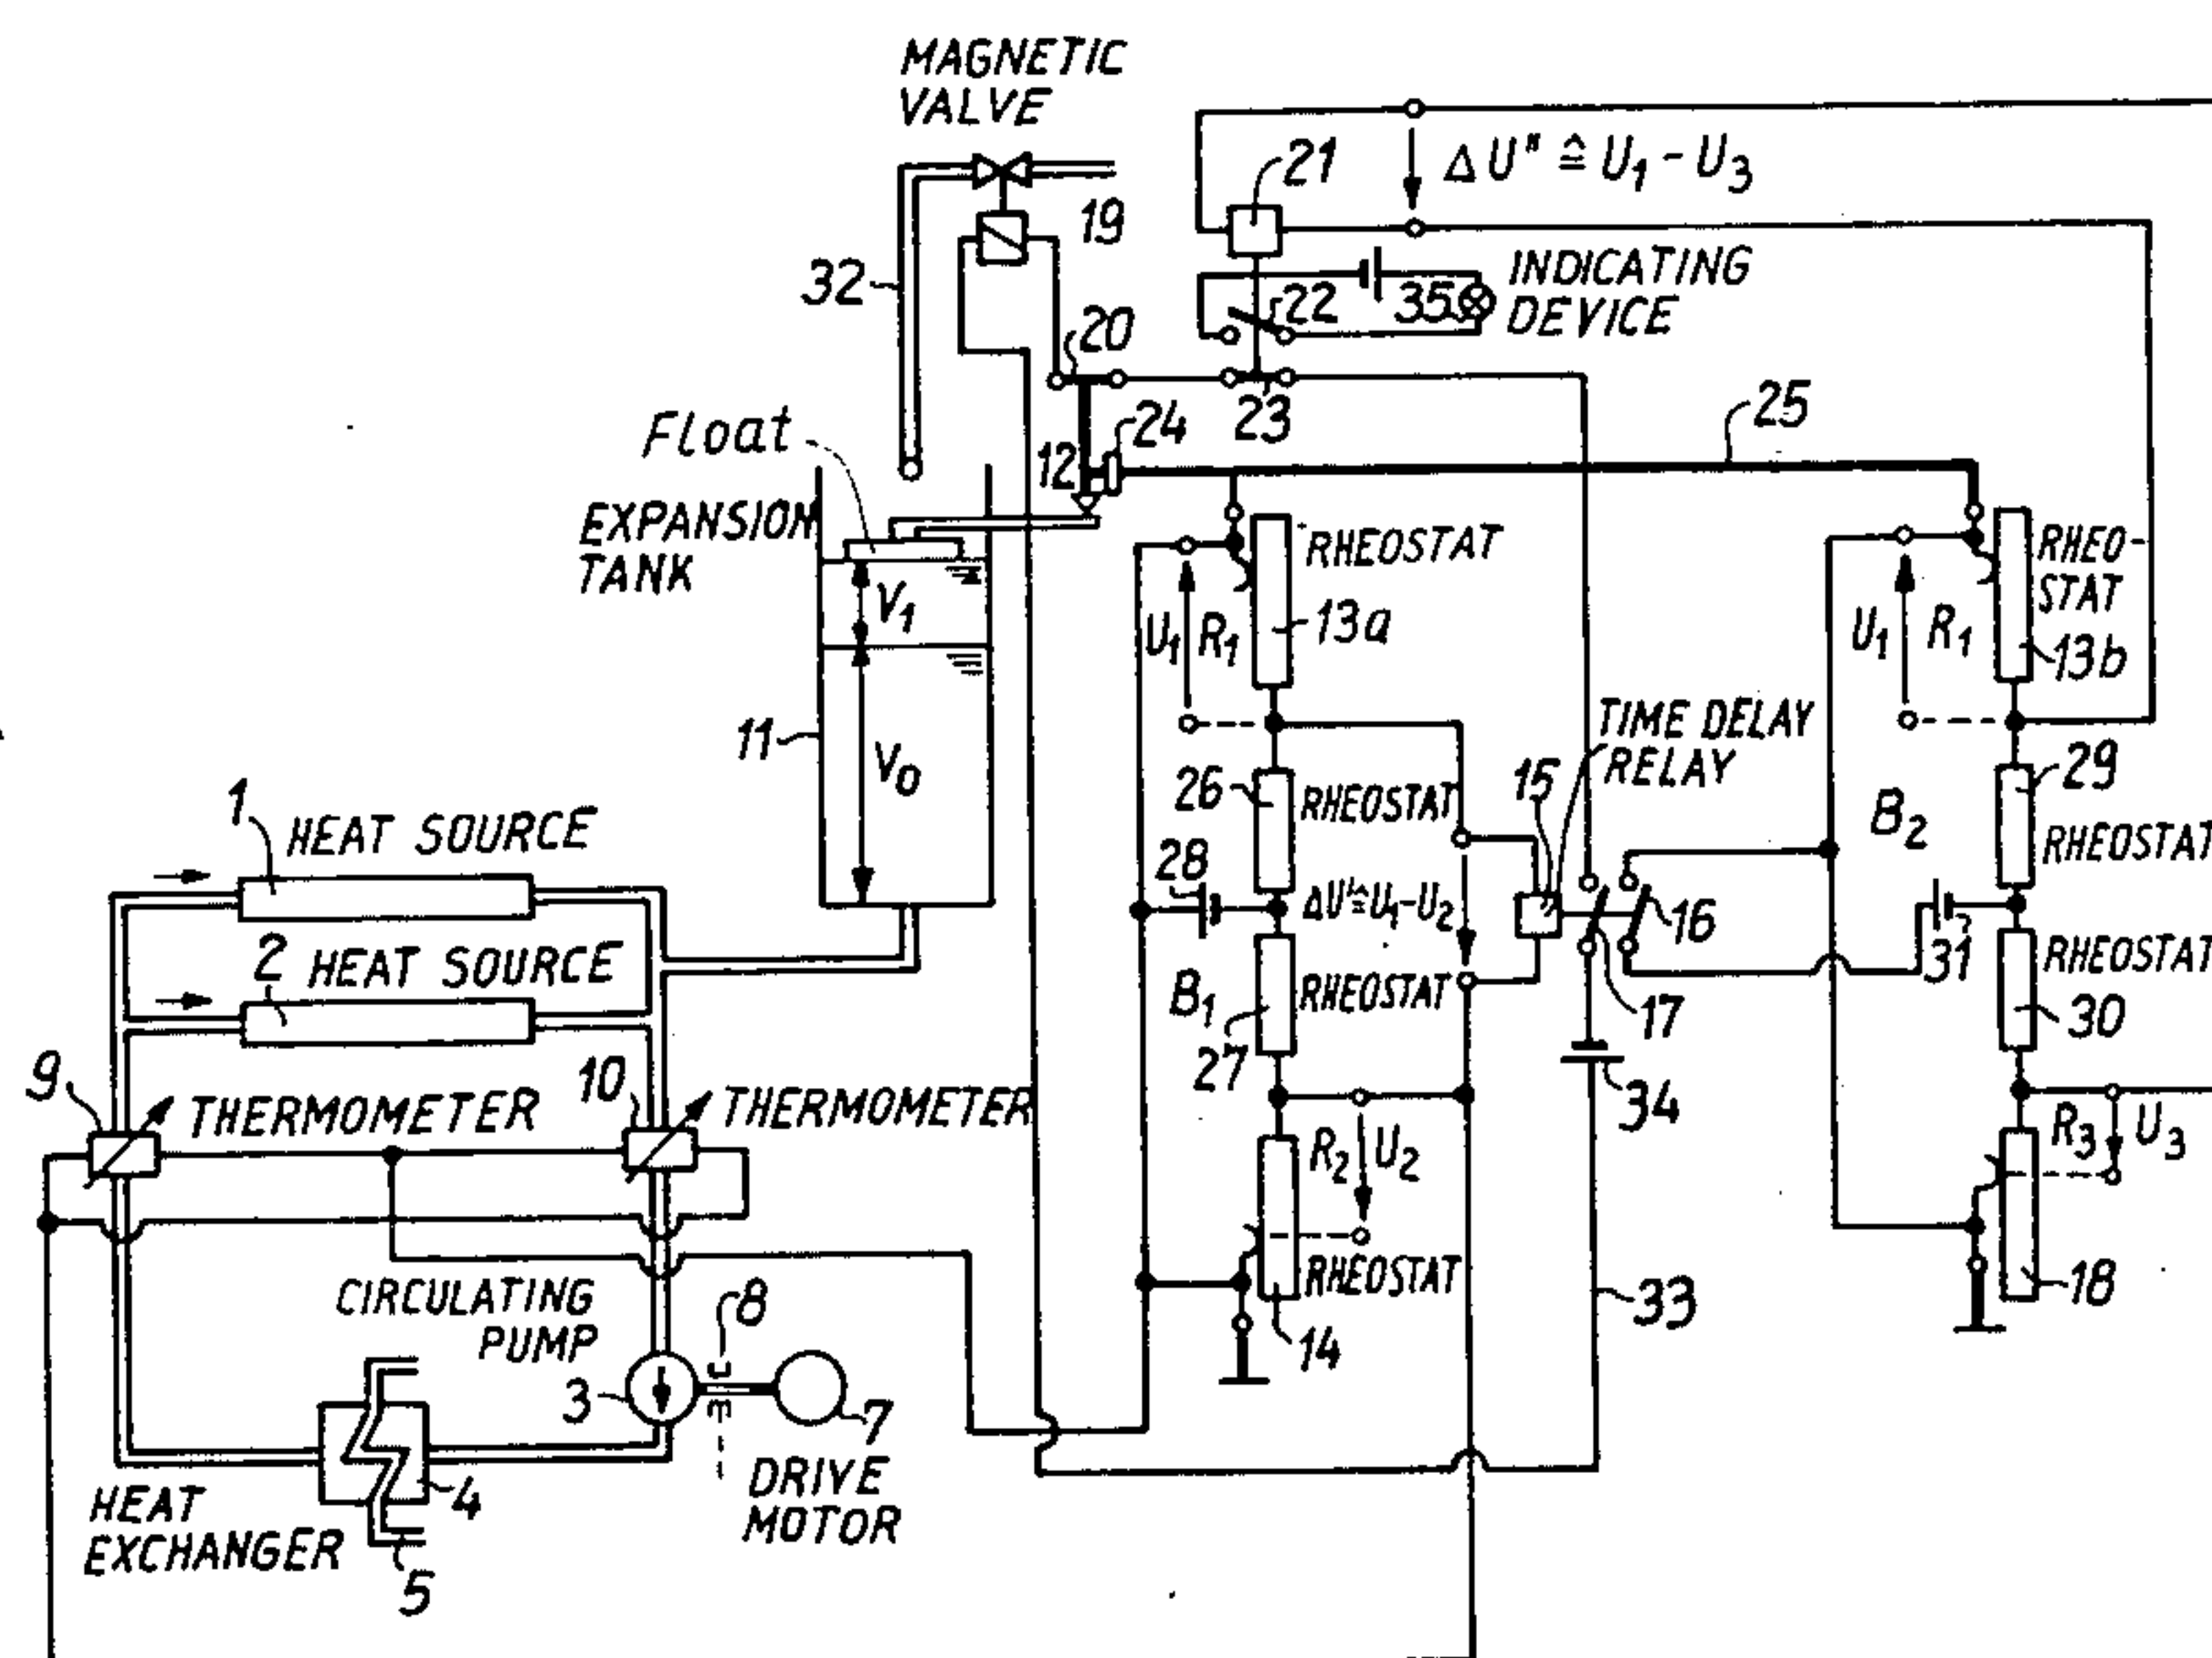 MAGNETIC
VALVE
21
ΔU" ≙ U1 - U3
19
32
INDICATING
DEVICE
35
22
20
23
24
25
12
Float
EXPANSION
TANK
RHEOSTAT
RHEO-
STAT
V1
U1 R1
13a
U1 R1
13b
11
V0
TIME DELAY
RELAY
15
26
RHEOSTAT
29
B2
RHEOSTAT
1
HEAT SOURCE
28
ΔU'≙U1-U2
16
31
2 HEAT SOURCE
B1
RHEOSTAT
27
17
RHEOSTAT
30
34
9
THERMOMETER
10
THERMOMETER
R2 U2
R3 U3
CIRCULATING
PUMP
8
RHEOSTAT
14
33
18
3
7
DRIVE
MOTOR
HEAT
EXCHANGER
4
5